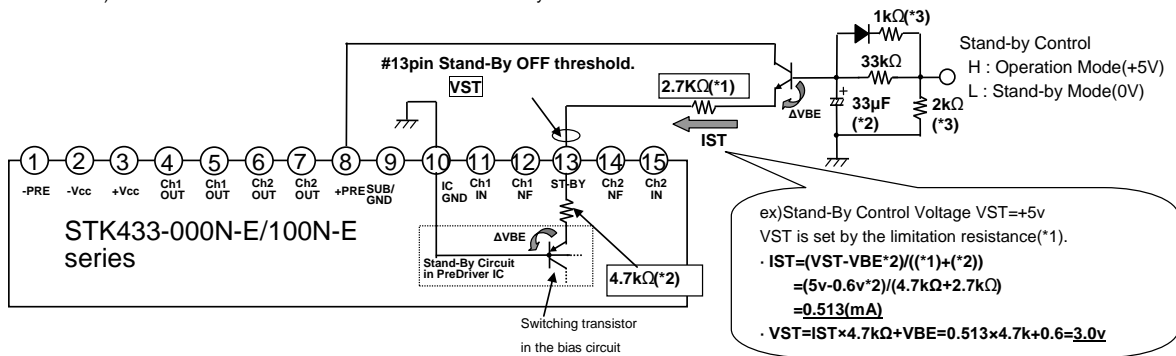 1kΩ(*3)
Stand-by Control
H : Operation Mode(+5V)
L : Stand-by Mode(0V)
#13pin Stand-By OFF threshold.
VST
2.7KΩ(*1)
33kΩ
ΔVBE
33µF
(*2)
2kΩ
(*3)
IST
1 2 3 4 5 6 7 8 9 10 11 12 13 14 15
-PRE -Vcc +Vcc Ch1 OUT Ch1 OUT Ch2 OUT Ch2 OUT +PRE SUB/ GND IC GND Ch1 IN Ch1 NF ST-BY Ch2 NF Ch2 IN
STK433-000N-E/100N-E
series
ΔVBE
Stand-By Circuit
in PreDriver IC
4.7kΩ(*2)
Switching transistor
in the bias circuit
ex)Stand-By Control Voltage VST=+5v
VST is set by the limitation resistance(*1).
· IST=(VST-VBE*2)/((*1)+(*2))
=(5v-0.6v*2)/(4.7kΩ+2.7kΩ)
=0.513(mA)
· VST=IST×4.7kΩ+VBE=0.513×4.7k+0.6=3.0v